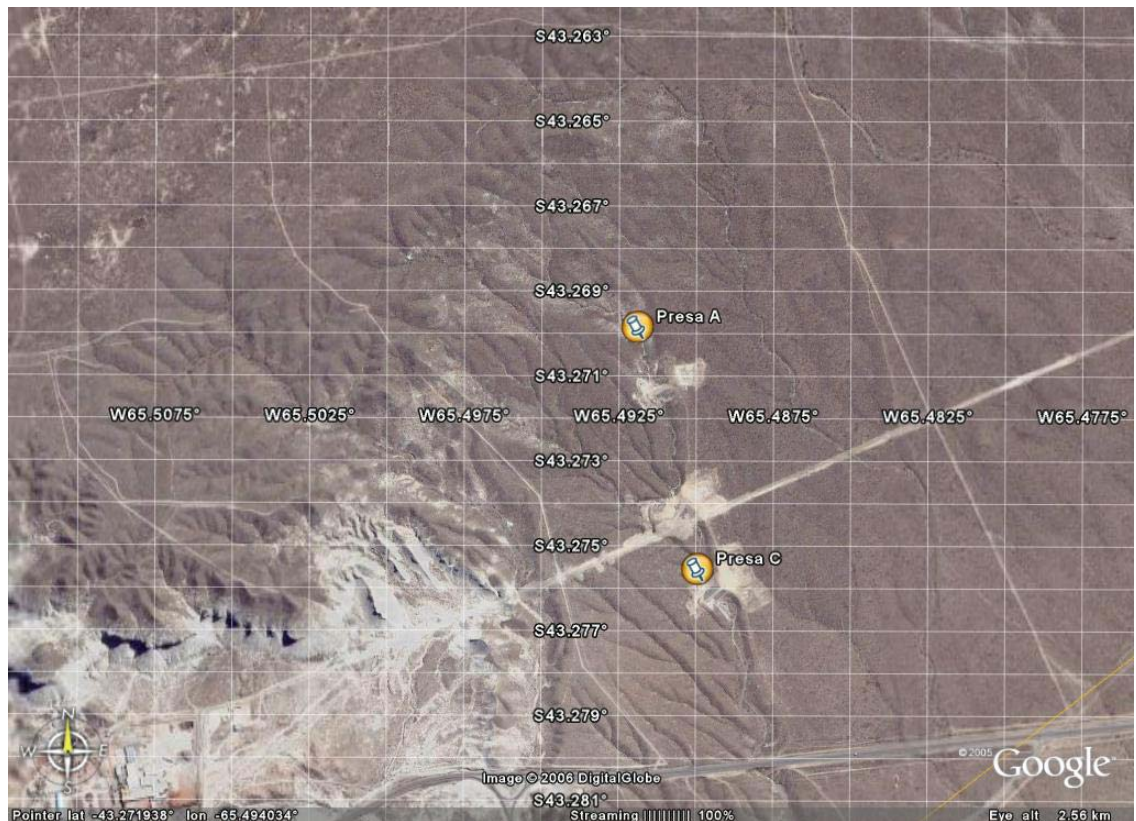 S43.263°
S43.265°
S43.267°
S43.269°
Presa A
S43.271°
W65.5075° W65.5025° W65.4975° W65.4925° W65.4875° W65.4825° W65.4775°
S43.273°
S43.275°
Presa C
S43.277°
S43.279°
N
W E
S
©2005 Google™
Image © 2006 DigitalGlobe
S43.281°
Pointer lat -43.271938° lon -65.494034° Streaming |||||||||| 100% Eye alt 2.56 km